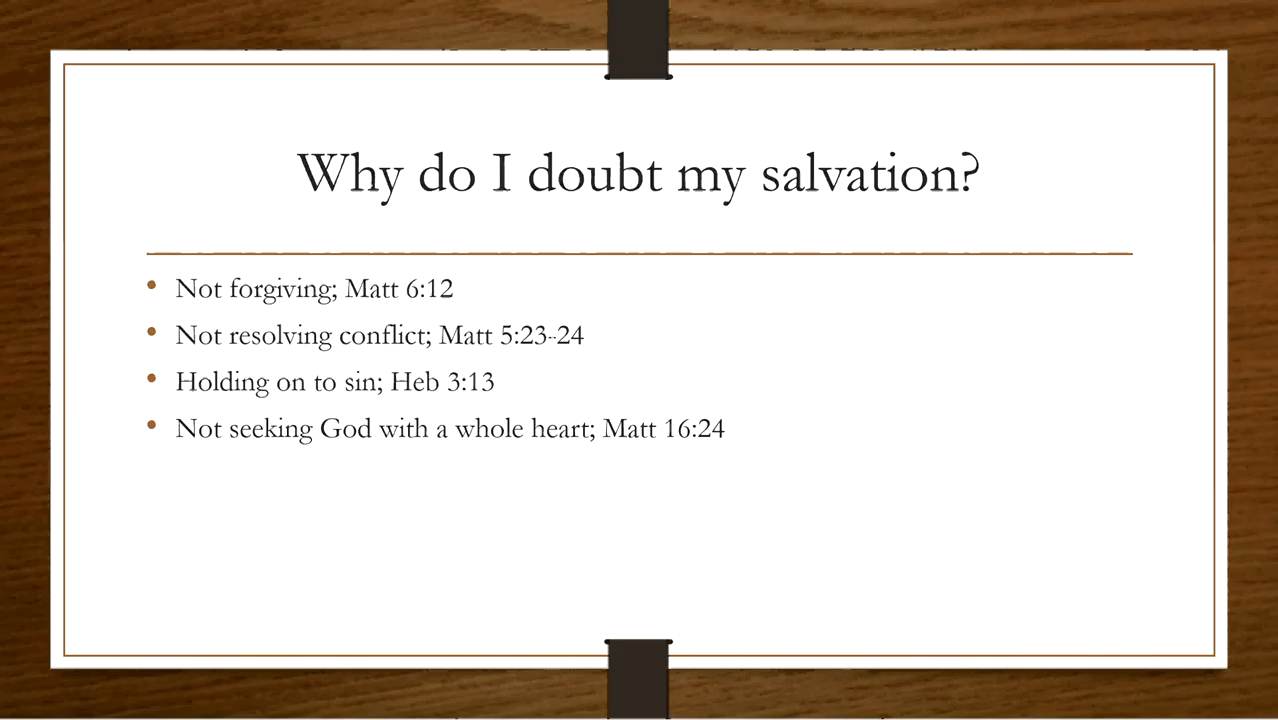 Why do I doubt my salvation?
• Not forgiving; Matt 6:12
• Not resolving conflict; Matt 5:23-24
• Holding on to sin; Heb 3:13
• Not seeking God with a whole heart; Matt 16:24